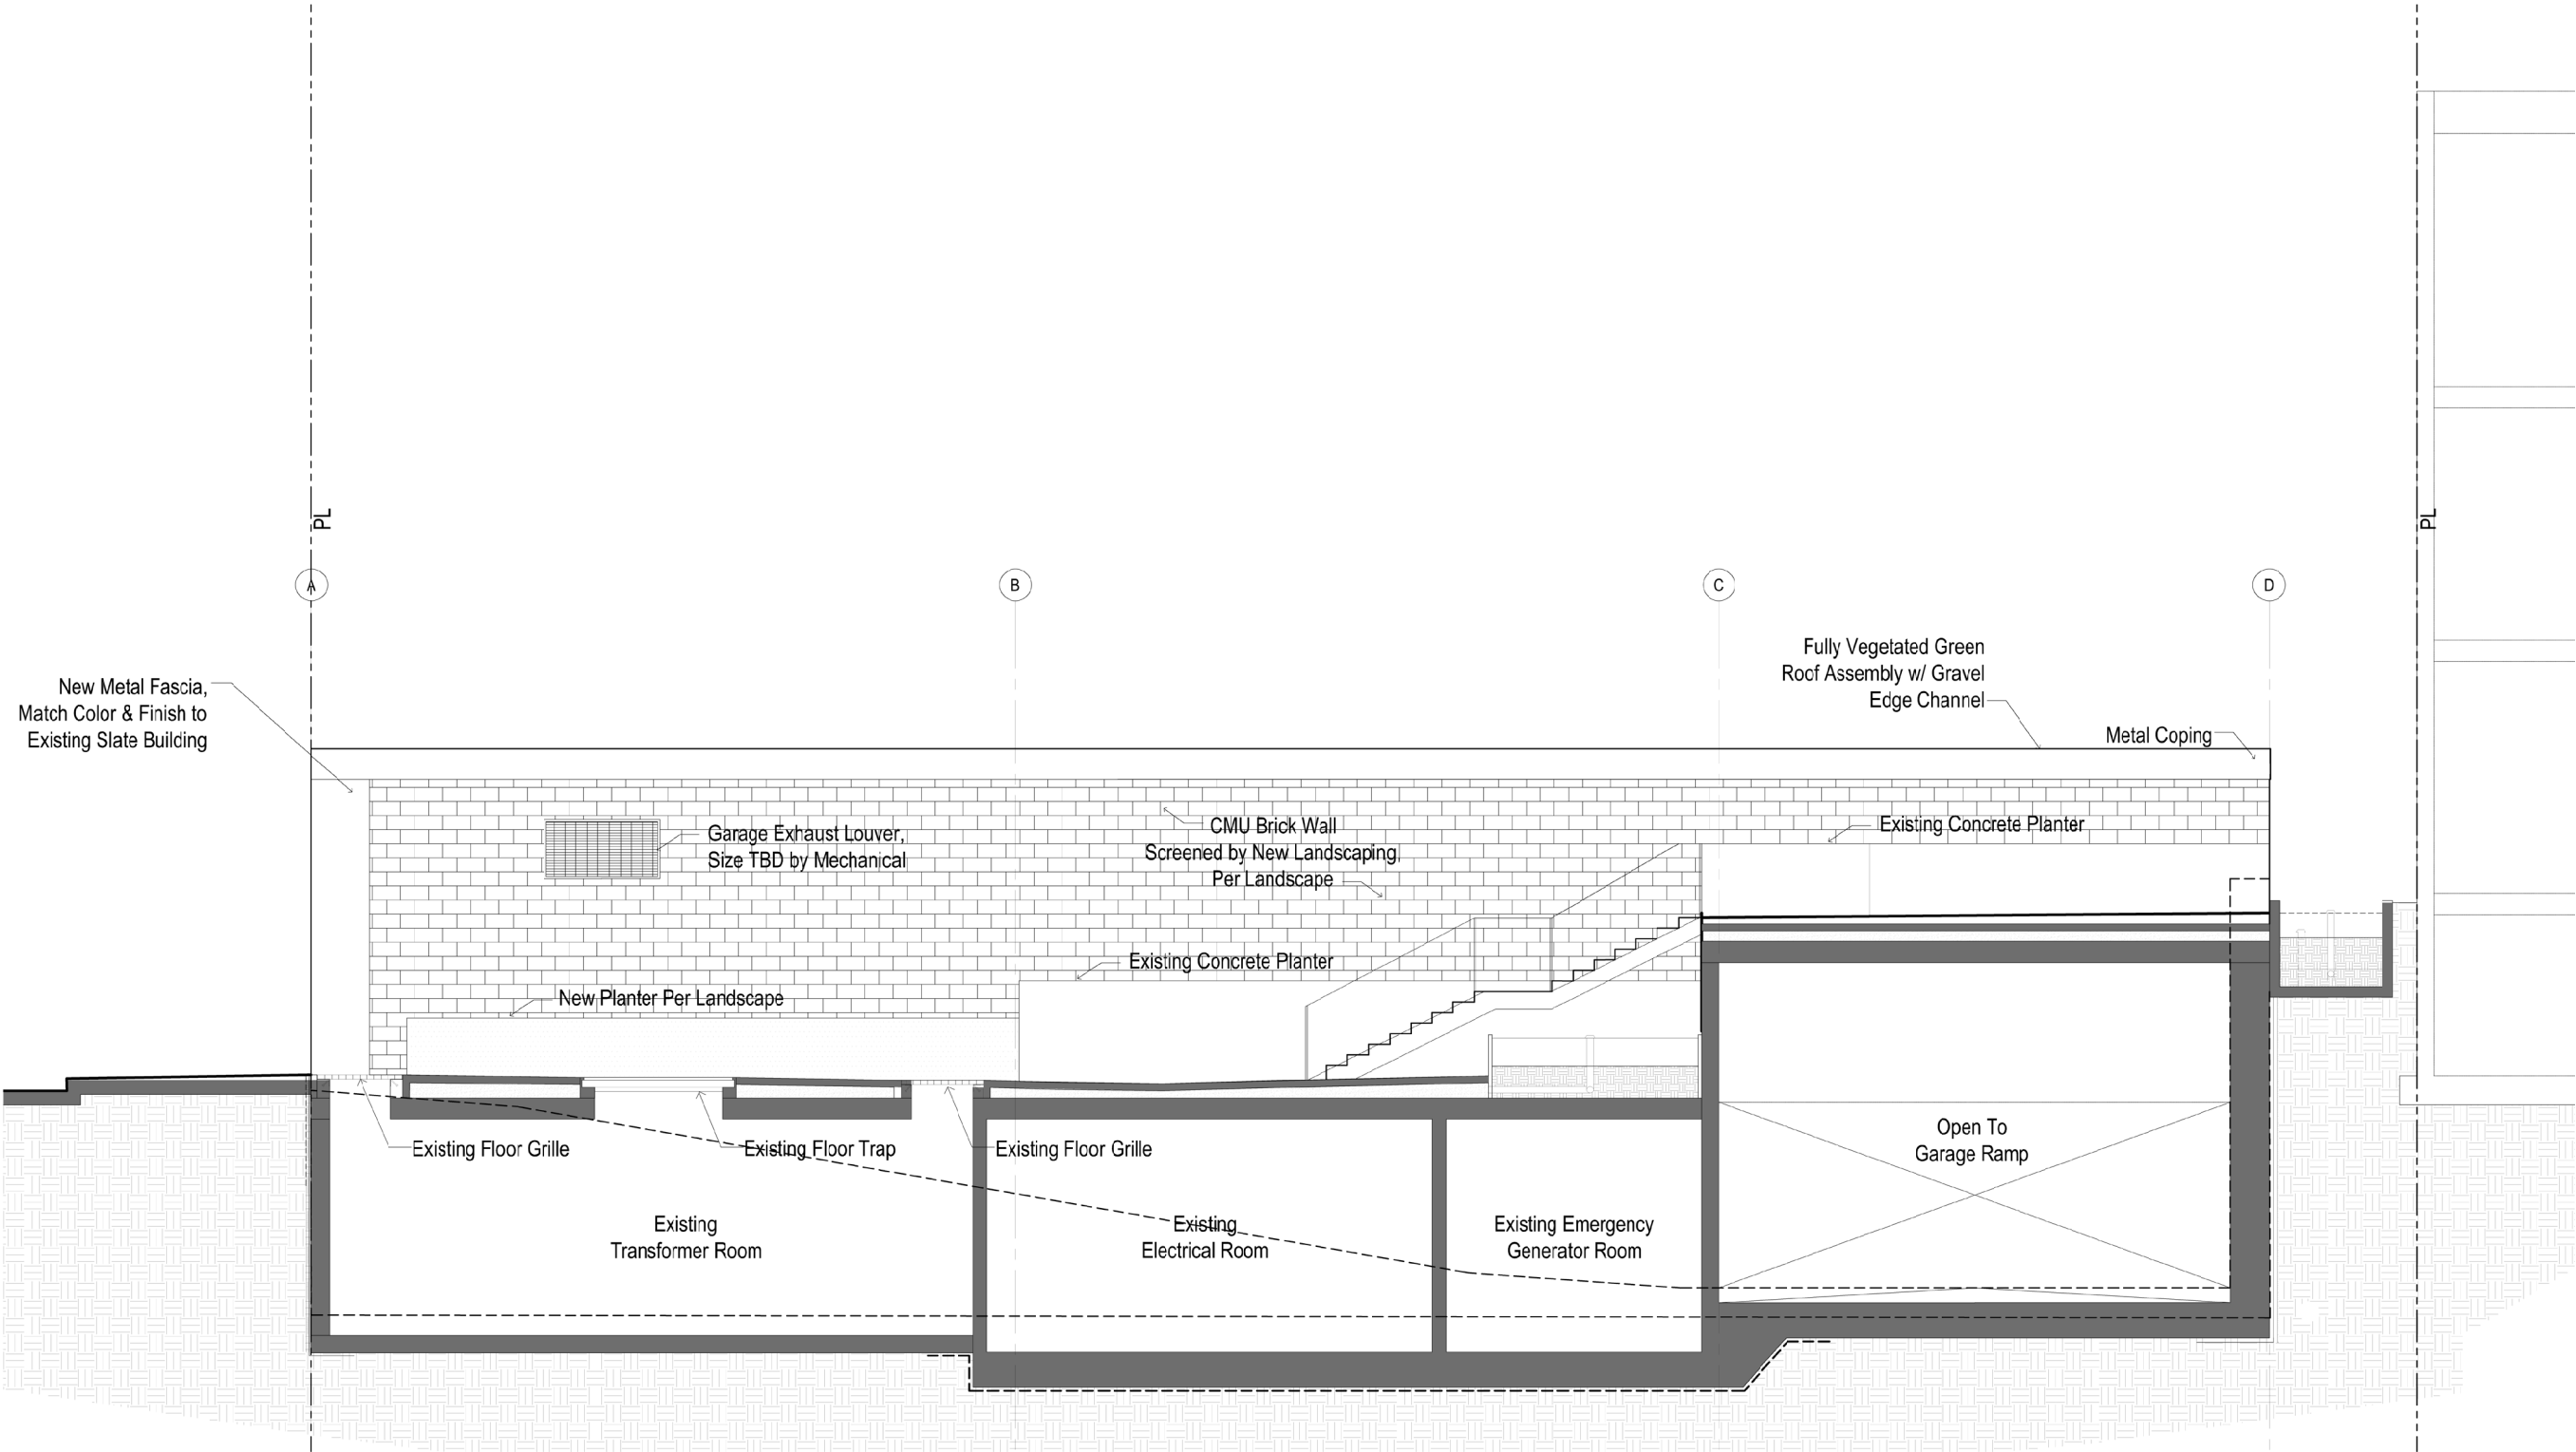 PL
PL
A
B
C
D
Fully Vegetated Green
Roof Assembly w/ Gravel
Edge Channel
New Metal Fascia,
Match Color & Finish to
Existing Slate Building
Metal Coping
Garage Exhaust Louver,
Size TBD by Mechanical
CMU Brick Wall
Screened by New Landscaping
Per Landscape
Existing Concrete Planter
Existing Concrete Planter
New Planter Per Landscape
Existing Floor Grille
Existing Floor Trap
Existing Floor Grille
Open To
Garage Ramp
Existing
Transformer Room
Existing
Electrical Room
Existing Emergency
Generator Room